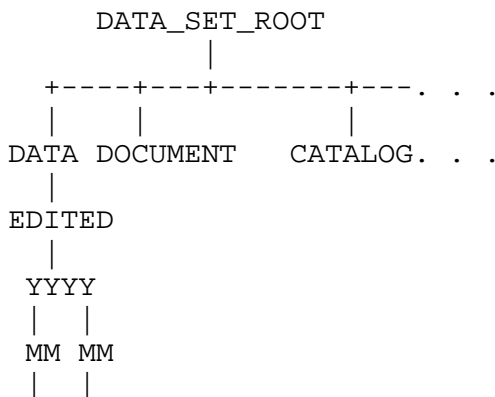 DATA_SET_ROOT
|
+----+---+-------+---. . .
| | |
DATA DOCUMENT CATALOG. . .
|
EDITED
|
YYYY
| |
MM MM
| |